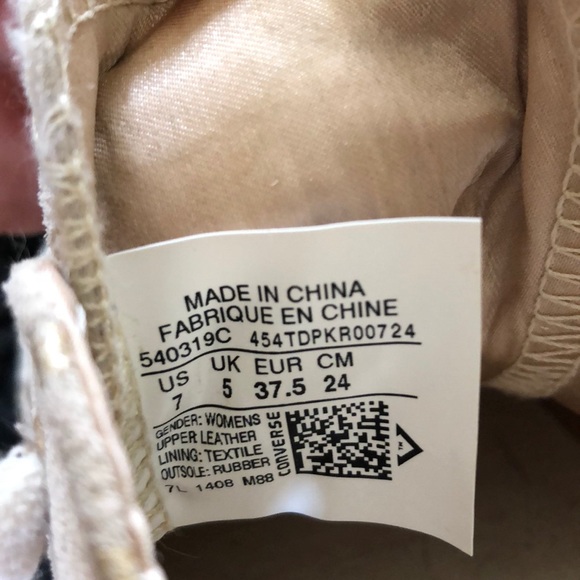 MADE IN CHINA
FABRIQUE EN CHINE
540319C 454TDPKR00724
US UK EUR CM
7 5 37.5 24
GENDER: WOMENS
UPPER LEATHER
LINING: TEXTILE
OUTSOLE: RUBBER
7L 1408 M88
CONVERSE
TM